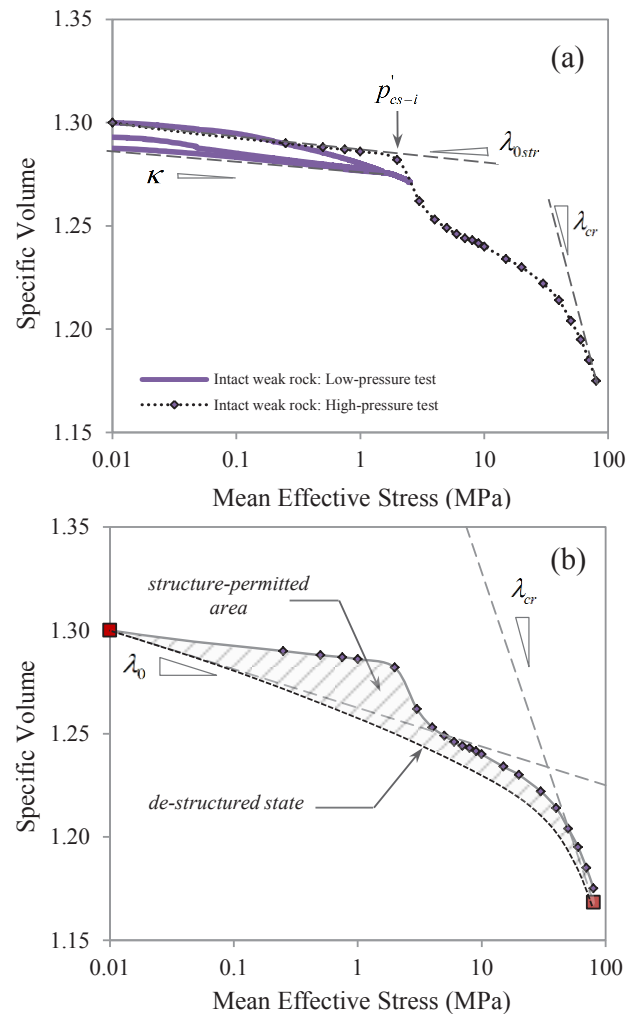 1.35
(a)
p'cs-i
1.30
λ0str
κ
1.25
λcr
Specific Volume
1.20
Intact weak rock: Low-pressure test
Intact weak rock: High-pressure test
1.15
0.01 0.1 1 10 100
Mean Effective Stress (MPa)
1.35
(b)
structure-permitted
area
λcr
1.30
λ0
Specific Volume
1.25
de-structured state
1.20
1.15
0.01 0.1 1 10 100
Mean Effective Stress (MPa)